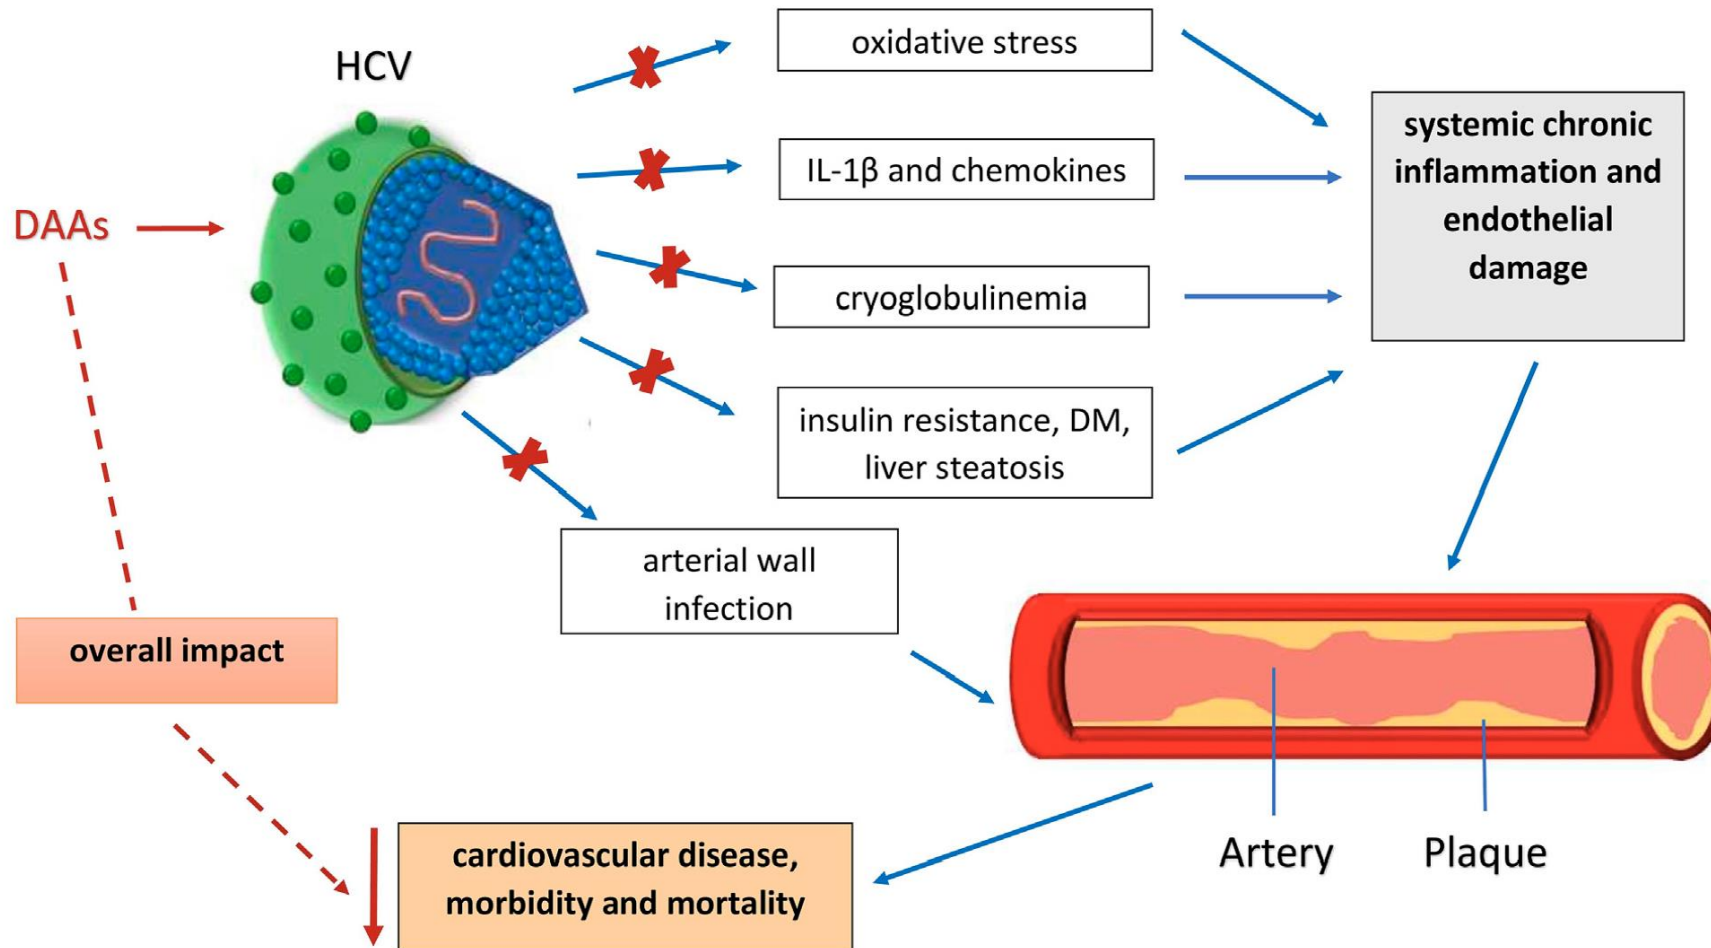 HCV
DAAs
oxidative stress
IL-1β and chemokines
cryoglobulinemia
insulin resistance, DM,
liver steatosis
arterial wall
infection
systemic chronic
inflammation and
endothelial
damage
overall impact
Artery
Plaque
cardiovascular disease,
morbidity and mortality